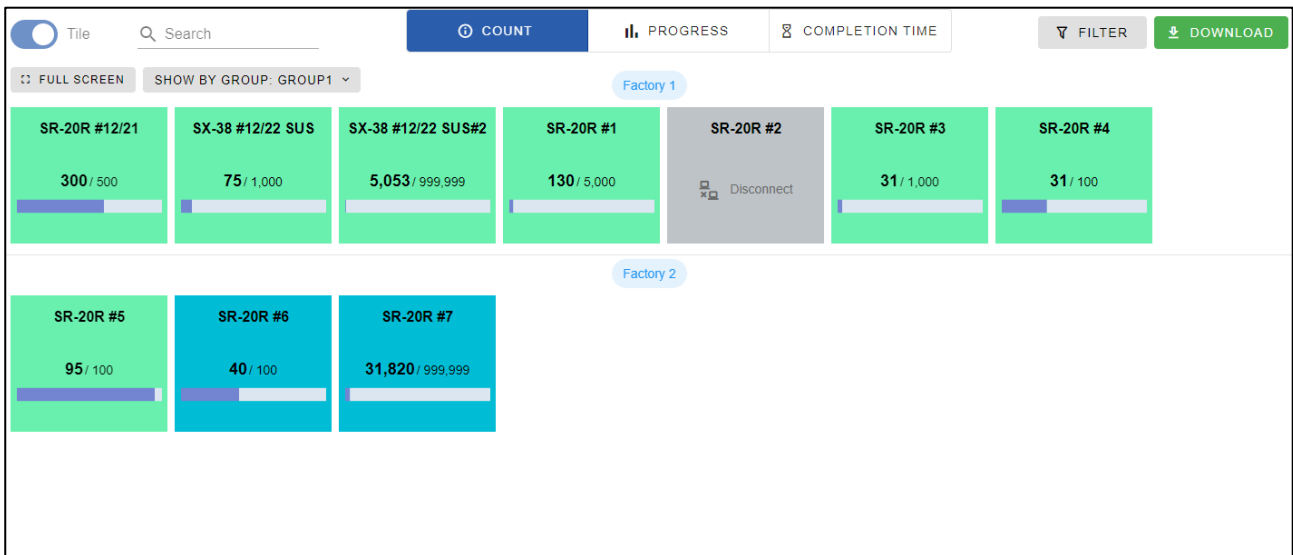 Tile
Search
COUNT
PROGRESS
COMPLETION TIME
FILTER
DOWNLOAD
FULL SCREEN
SHOW BY GROUP: GROUP1
Factory 1
SR-20R #12/21
300 / 500
SX-38 #12/22 SUS
75 / 1,000
SX-38 #12/22 SUS#2
5,053 / 999,999
SR-20R #1
130 / 5,000
SR-20R #2
Disconnect
SR-20R #3
31 / 1,000
SR-20R #4
31 / 100
Factory 2
SR-20R #5
95 / 100
SR-20R #6
40 / 100
SR-20R #7
31,820 / 999,999